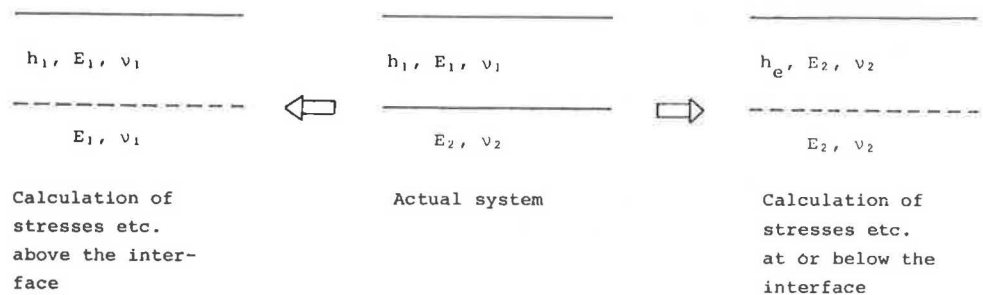 h₁, E₁, ν₁
E₁, ν₁
Calculation of
stresses etc.
above the inter-
face
h₁, E₁, ν₁
E₂, ν₂
Actual system
hₑ, E₂, ν₂
E₂, ν₂
Calculation of
stresses etc.
at or below the
interface